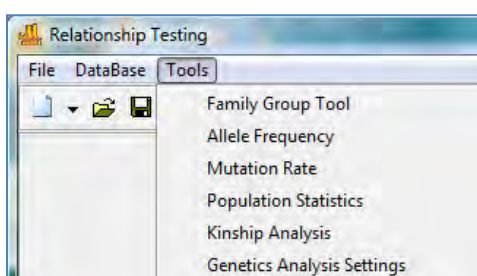 Relationship Testing
File DataBase Tools
Family Group Tool
Allele Frequency
Mutation Rate
Population Statistics
Kinship Analysis
Genetics Analysis Settings